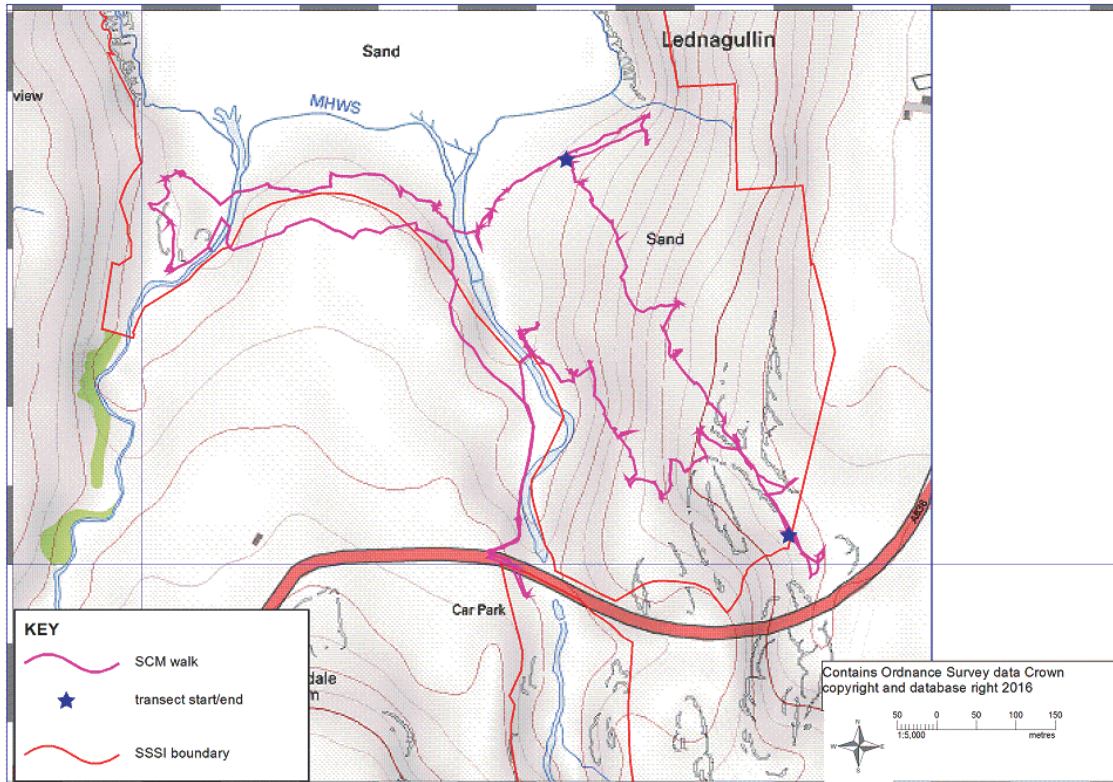 Lednagullin
Sand
view
MHWS
Sand
A836
Car Park
KEY
SCM walk
transect start/end
SSSI boundary
dale
m
Contains Ordnance Survey data Crown
copyright and database right 2016
N
W E
S
50 0 50 100 150
1:5,000 metres